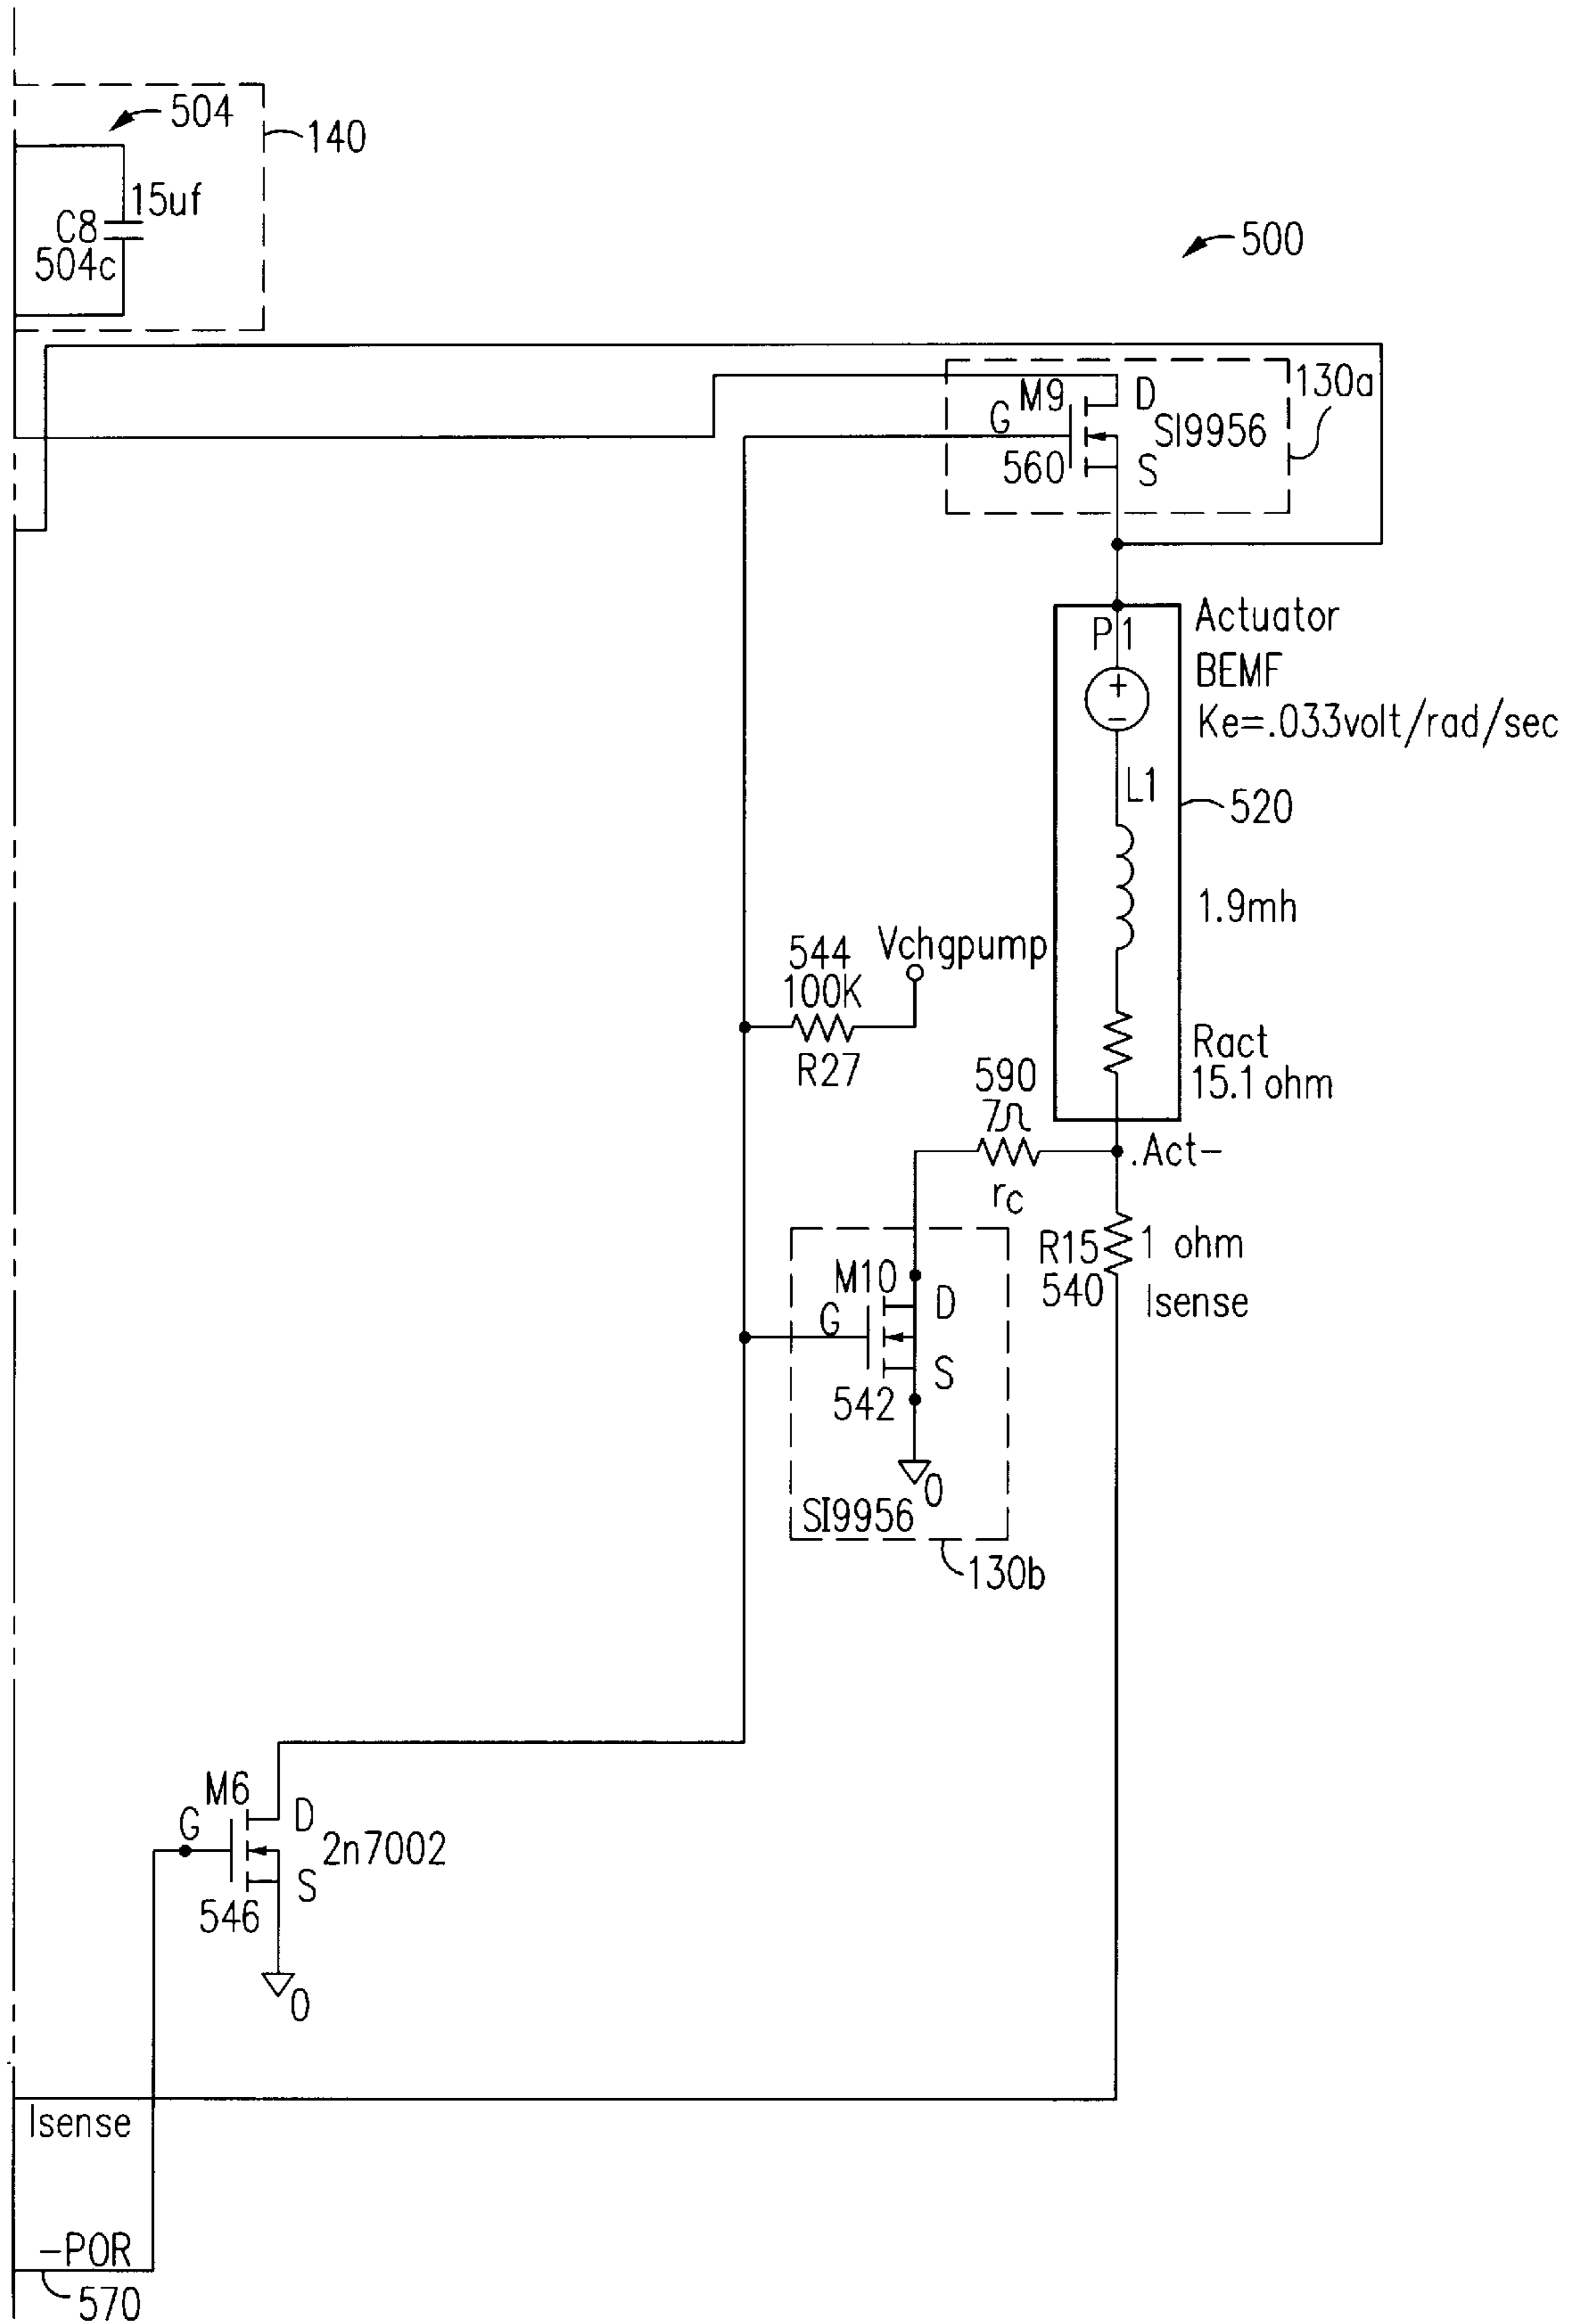 504
140
15uf
C8
504c
500
130a
M9
D
G
SI9956
560
S
P1
Actuator
BEMF
+
Ke=.033volt/rad/sec
−
L1
520
1.9mh
Vchgpump
544
100K
R27
Ract
15.1 ohm
590
7Ω
.Act−
rc
R15
1 ohm
540
Isense
M10
D
G
S
542
0
SI9956
130b
M6
D
G
2n7002
S
546
0
Isense
−POR
570